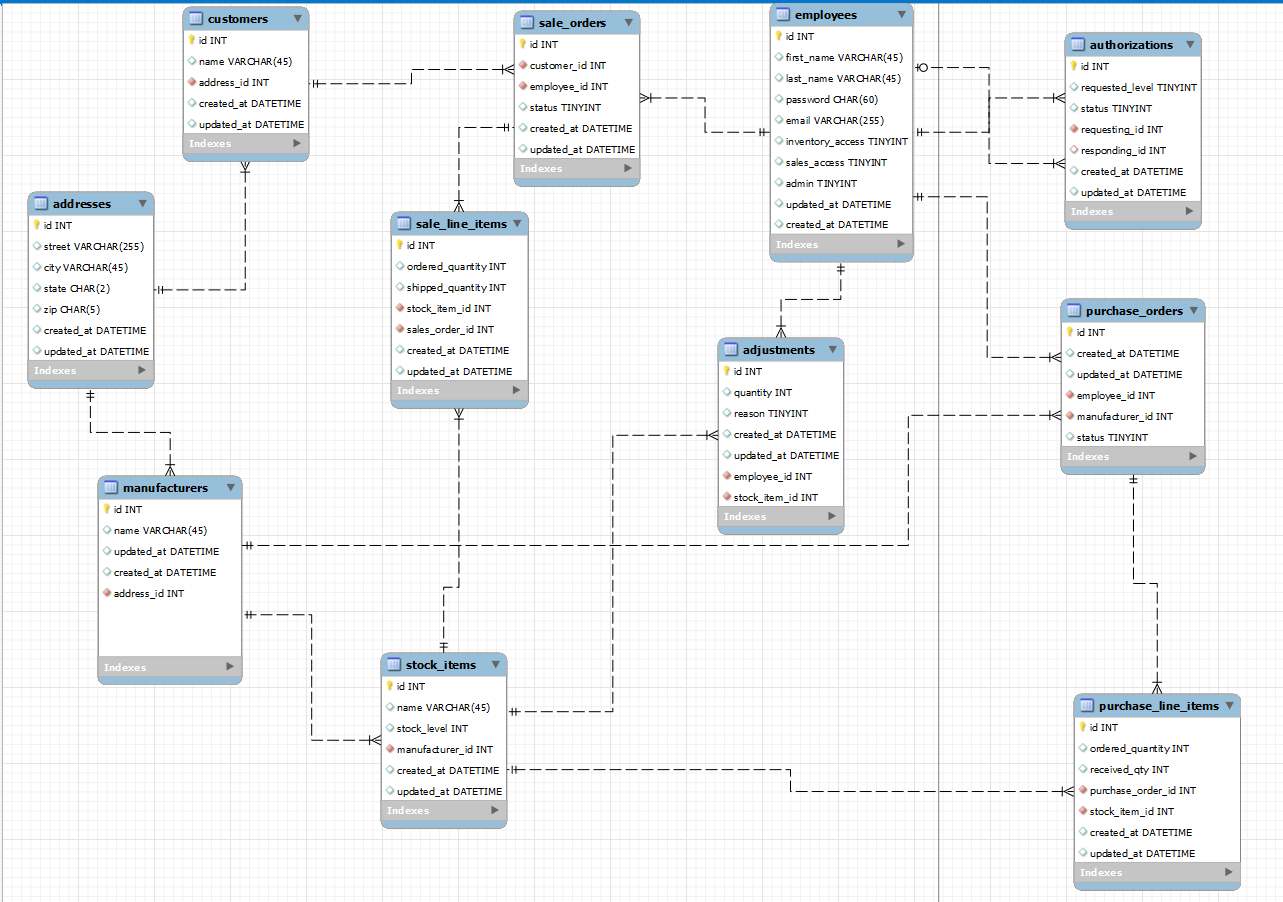 customers
id INT
name VARCHAR(45)
address_id INT
created_at DATETIME
updated_at DATETIME
Indexes
sale_orders
id INT
customer_id INT
employee_id INT
status TINYINT
created_at DATETIME
updated_at DATETIME
Indexes
employees
id INT
first_name VARCHAR(45)
last_name VARCHAR(45)
password CHAR(60)
email VARCHAR(255)
inventory_access TINYINT
sales_access TINYINT
admin TINYINT
updated_at DATETIME
created_at DATETIME
Indexes
authorizations
id INT
requested_level TINYINT
status TINYINT
requesting_id INT
responding_id INT
created_at DATETIME
updated_at DATETIME
Indexes
addresses
id INT
street VARCHAR(255)
city VARCHAR(45)
state CHAR(2)
zip CHAR(5)
created_at DATETIME
updated_at DATETIME
Indexes
sale_line_items
id INT
ordered_quantity INT
shipped_quantity INT
stock_item_id INT
sales_order_id INT
created_at DATETIME
updated_at DATETIME
Indexes
adjustments
id INT
quantity INT
reason TINYINT
created_at DATETIME
updated_at DATETIME
employee_id INT
stock_item_id INT
Indexes
purchase_orders
id INT
created_at DATETIME
updated_at DATETIME
employee_id INT
manufacturer_id INT
status TINYINT
Indexes
manufacturers
id INT
name VARCHAR(45)
updated_at DATETIME
created_at DATETIME
address_id INT
Indexes
stock_items
id INT
name VARCHAR(45)
stock_level INT
manufacturer_id INT
created_at DATETIME
updated_at DATETIME
Indexes
purchase_line_items
id INT
ordered_quantity INT
received_qty INT
purchase_order_id INT
stock_item_id INT
created_at DATETIME
updated_at DATETIME
Indexes